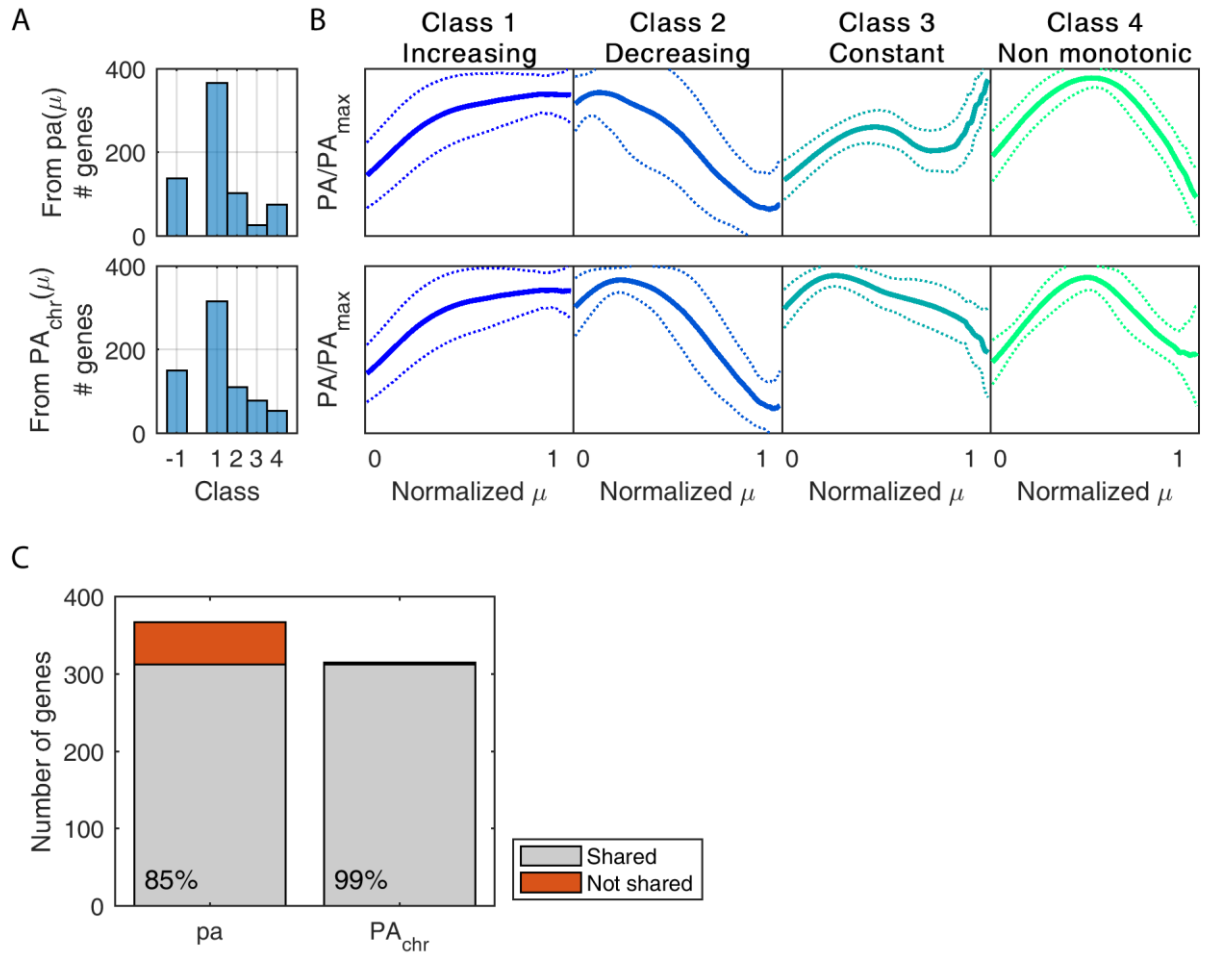 A
B
Class 1
Increasing
Class 2
Decreasing
Class 3
Constant
Class 4
Non monotonic
From pa(μ)
# genes
400
200
0
PA/PA_max
From PA_chr(μ)
# genes
400
200
0
PA/PA_max
-1 1 2 3 4
Class
0 1
Normalized μ
0 1
Normalized μ
0 1
Normalized μ
0 1
Normalized μ
C
Number of genes
400
300
200
100
0
85%
99%
pa
PA_chr
Shared
Not shared